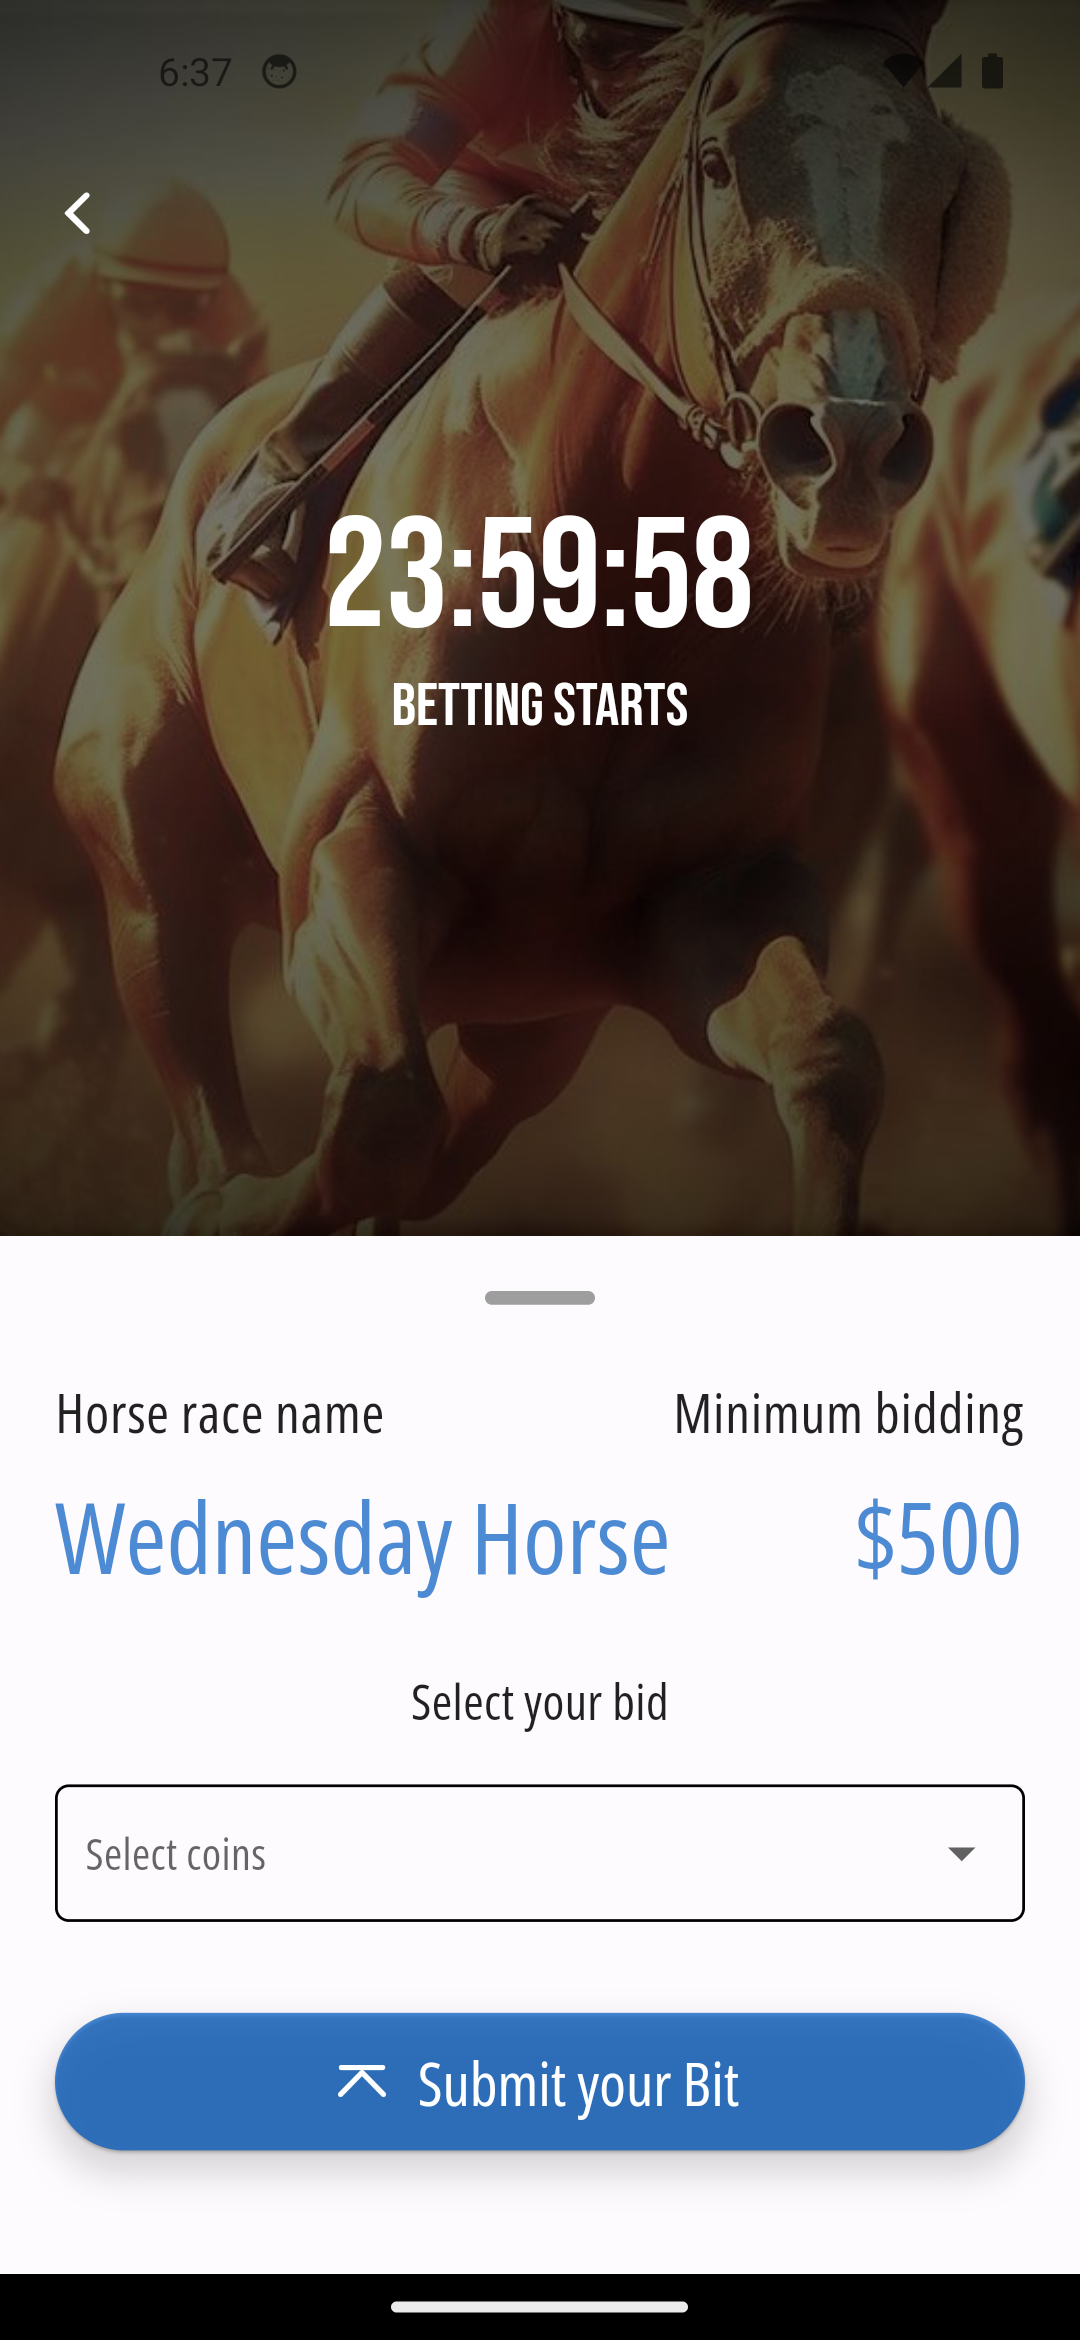 6:37
23:59:58
BETTING STARTS
Horse race name
Minimum bidding
Wednesday Horse
$500
Select your bid
Select coins
Submit your Bit